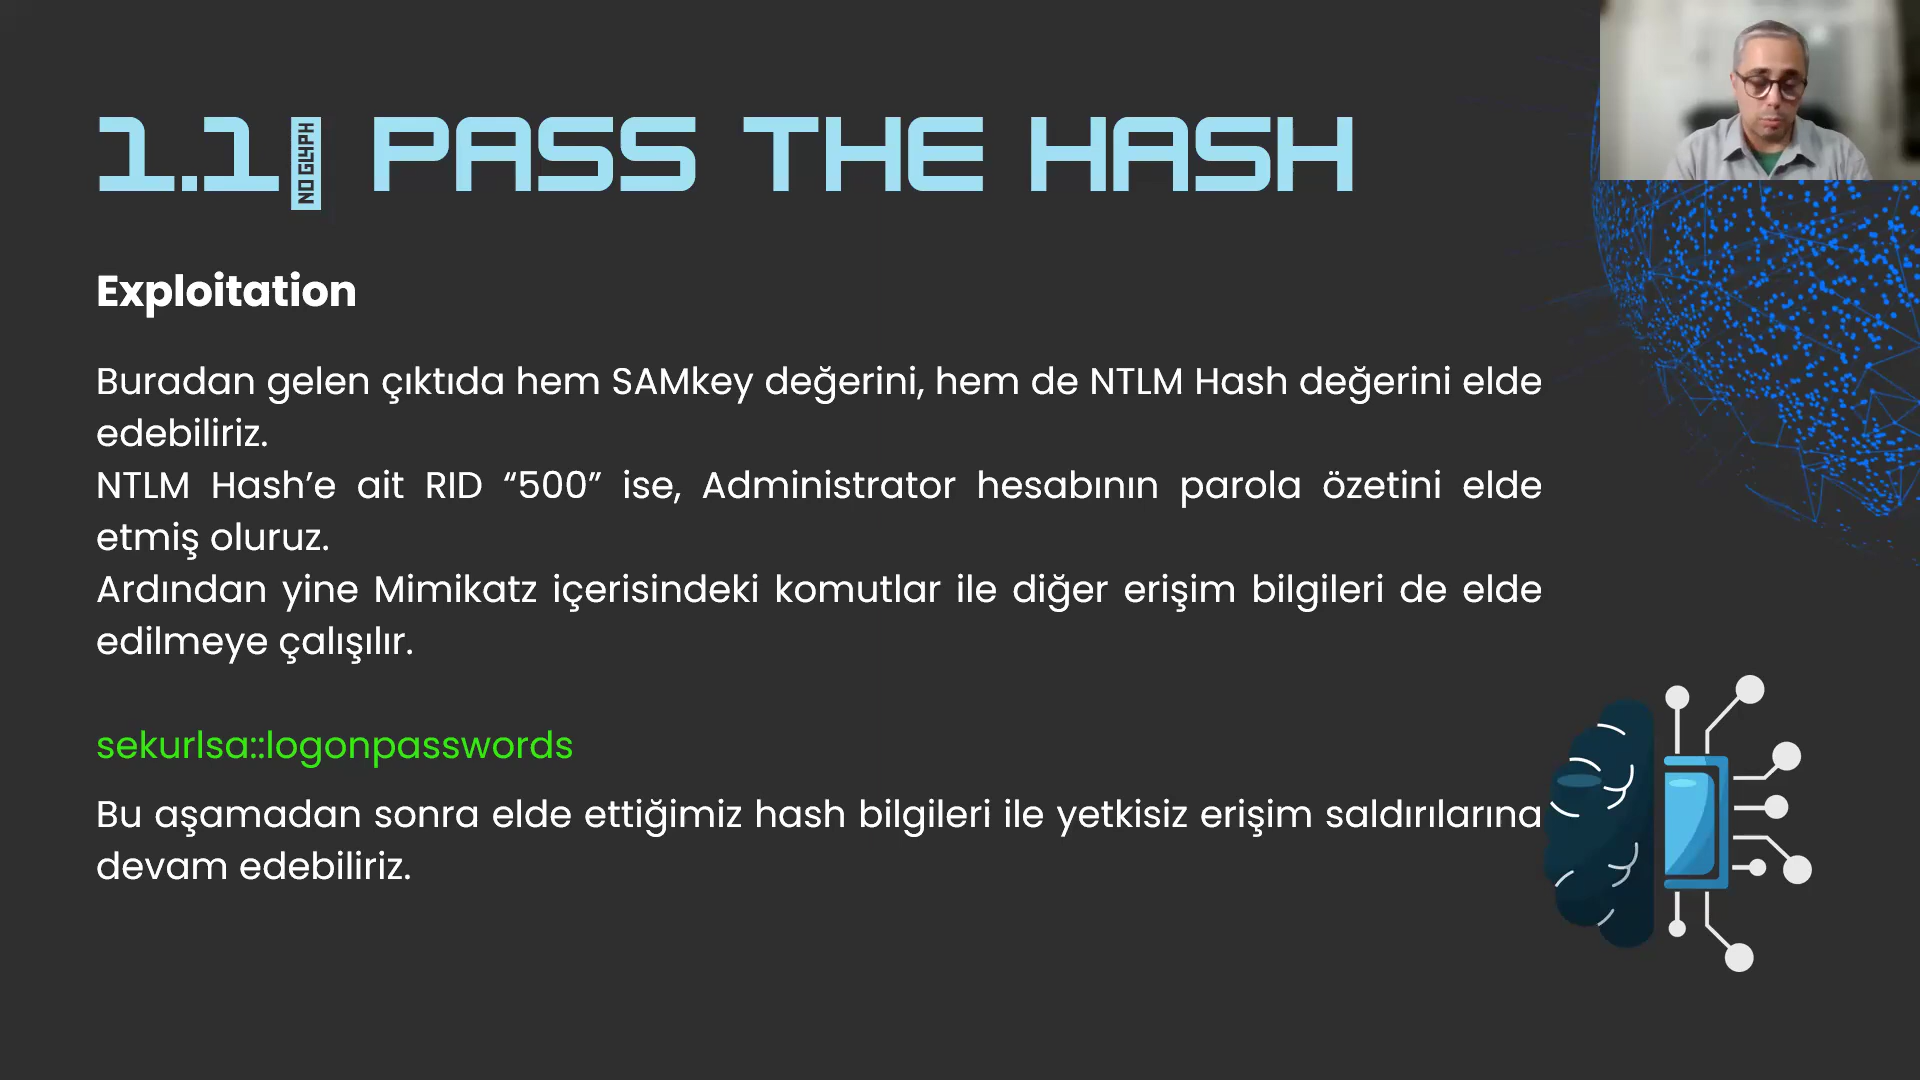 1.1 NO GLYPH PASS THE HASH
Exploitation
Buradan gelen çıktıda hem SAMkey değerini, hem de NTLM Hash değerini elde
edebiliriz.
NTLM Hash’e ait RID “500” ise, Administrator hesabının parola özetini elde
etmiş oluruz.
Ardından yine Mimikatz içerisindeki komutlar ile diğer erişim bilgileri de elde
edilmeye çalışılır.
sekurlsa::logonpasswords
Bu aşamadan sonra elde ettiğimiz hash bilgileri ile yetkisiz erişim saldırılarına
devam edebiliriz.